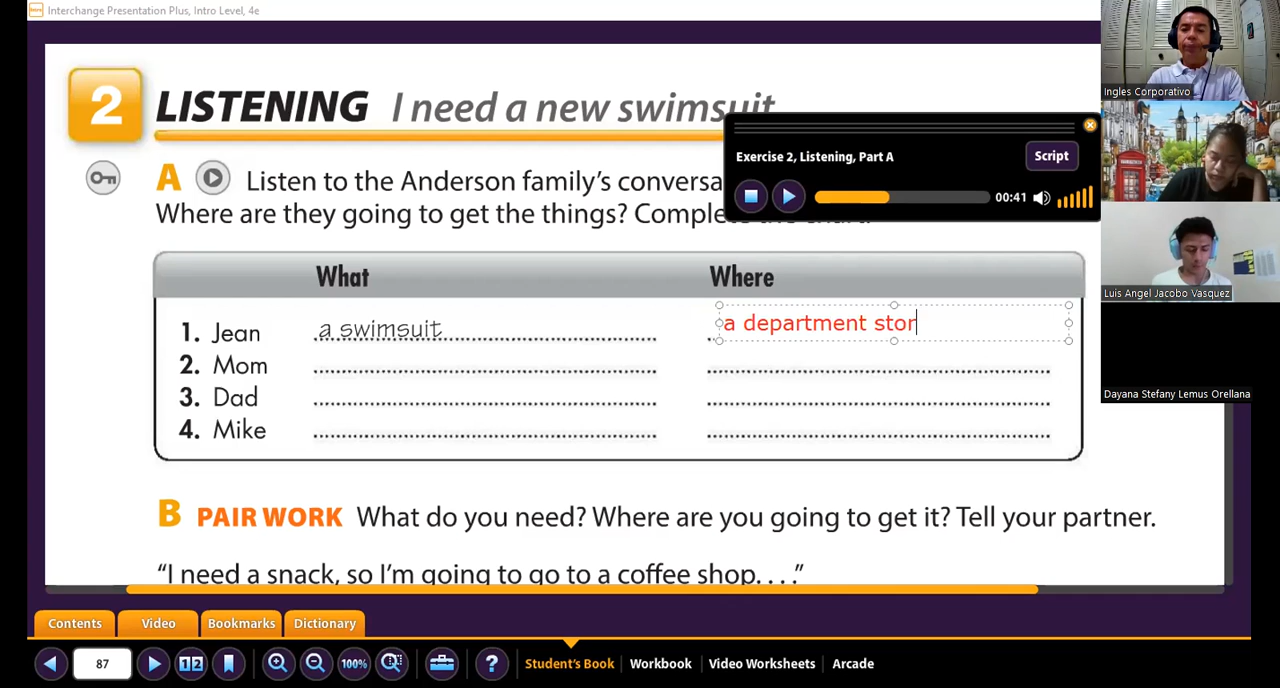 Interchange Presentation Plus, Intro Level, 4e
2 LISTENING I need a new swimsuit
Exercise 2, Listening, Part A Script
00:41
A Listen to the Anderson family's conversa
Where are they going to get the things? Comple
What Where
1. Jean a swimsuit a department stor
2. Mom
3. Dad
4. Mike
B PAIR WORK What do you need? Where are you going to get it? Tell your partner.
“I need a snack, so I'm going to go to a coffee shop. . . .”
Contents Video Bookmarks Dictionary
87 1 2 100% ? Student's Book Workbook Video Worksheets Arcade
Ingles Corporativo
Luis Angel Jacobo Vasquez
Dayana Stefany Lemus Orellana